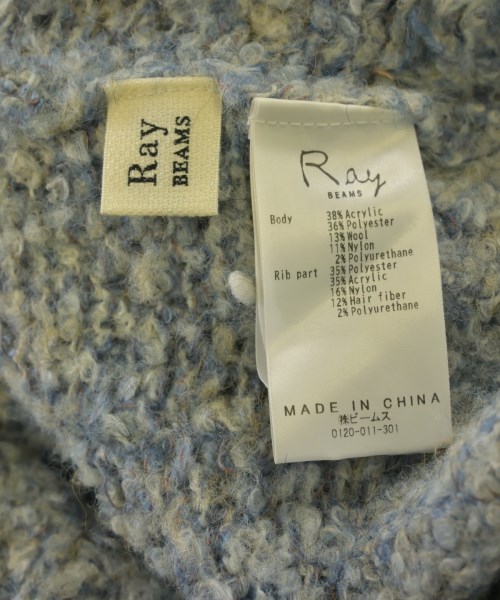 Ray
BEAMS
Ray
BEAMS
Body 38% Acrylic
36% Polyester
13% Wool
11% Nylon
2% Polyurethane
Rib part 35% Polyester
35% Acrylic
16% Nylon
12% Hair fiber
2% Polyurethane
MADE IN CHINA
㈱ビームス
0120-011-301